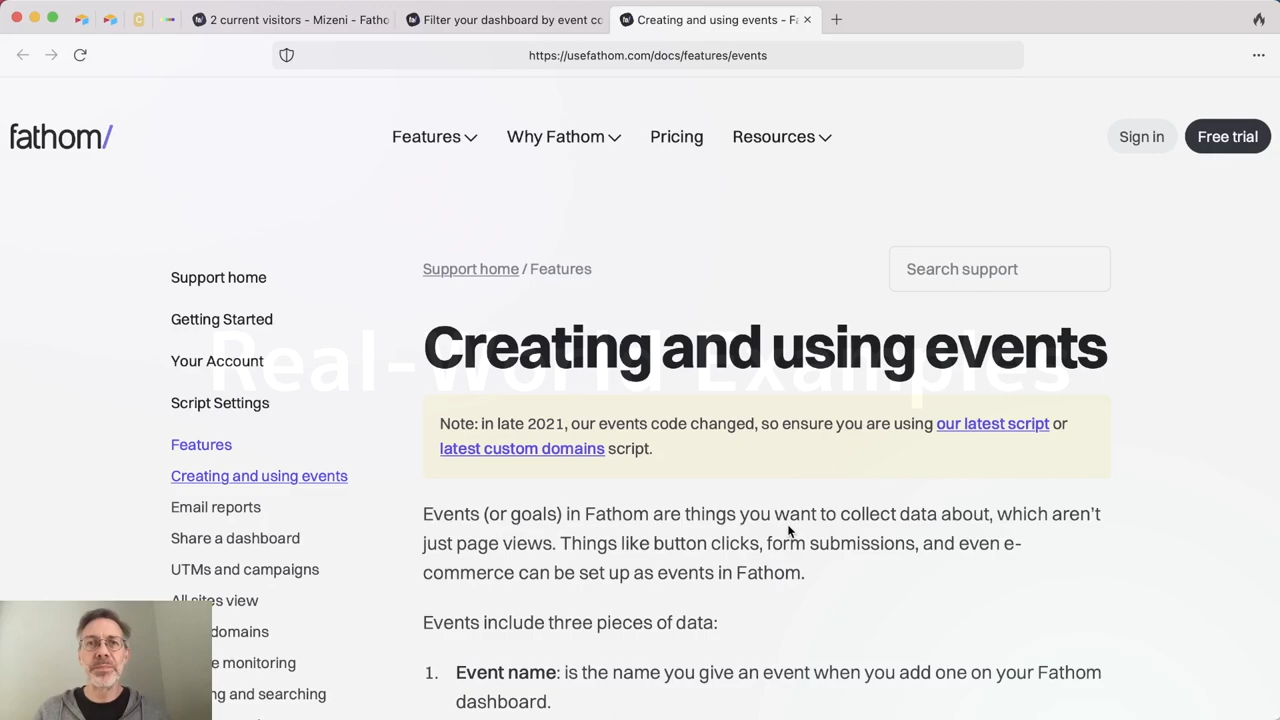 2 current visitors - Mizeni - Fatho
Filter your dashboard by event co
Creating and using events - F
https://usefathom.com/docs/features/events
fathom/
Features
Why Fathom
Pricing
Resources
Sign in
Free trial
Support home
Getting Started
Your Account
Script Settings
Features
Creating and using events
Email reports
Share a dashboard
UTMs and campaigns
All sites view
domains
e monitoring
ng and searching
Support home / Features
Search support
Real-World Examples
Creating and using events
Note: in late 2021, our events code changed, so ensure you are using our latest script or
latest custom domains script.
Events (or goals) in Fathom are things you want to collect data about, which aren't
just page views. Things like button clicks, form submissions, and even e-
commerce can be set up as events in Fathom.
Events include three pieces of data:
1. Event name: is the name you give an event when you add one on your Fathom
dashboard.